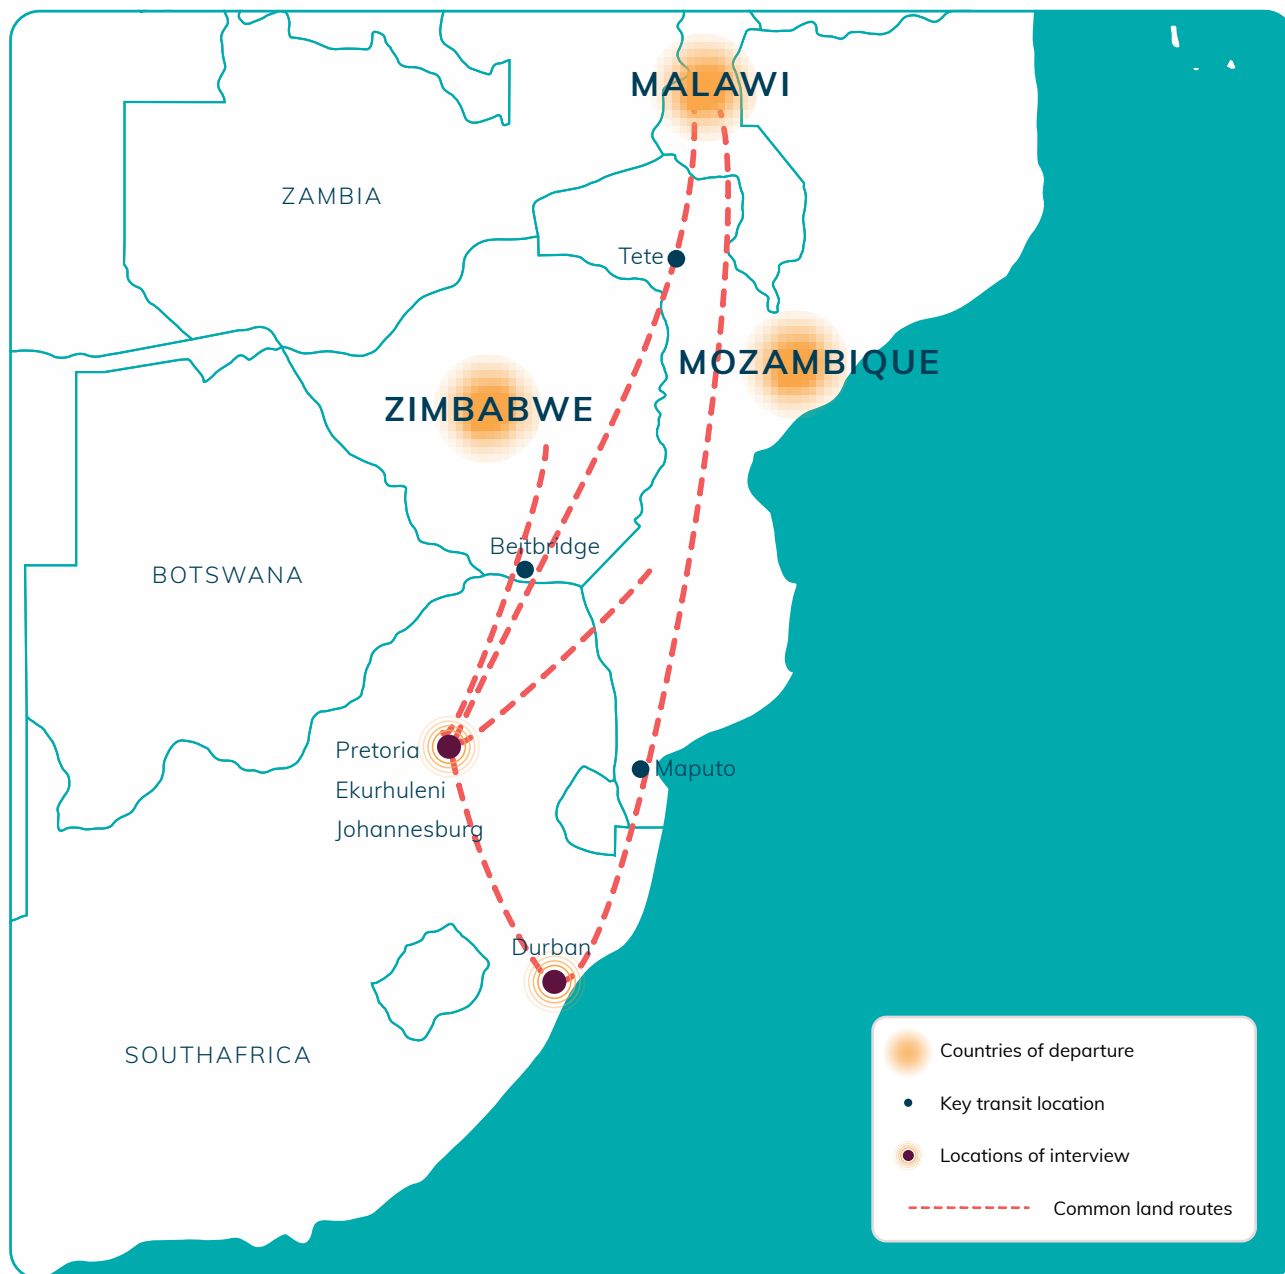 MALAWI
ZAMBIA
Tete
MOZAMBIQUE
ZIMBABWE
Beitbridge
BOTSWANA
Pretoria
Maputo
Ekurhuleni
Johannesburg
Durban
SOUTHAFRICA
Countries of departure
Key transit location
Locations of interview
Common land routes